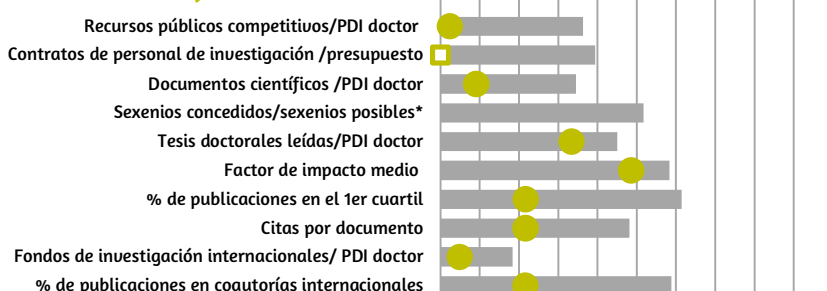 Recursos públicos competitivos/PDI doctor
Contratos de personal de investigación /presupuesto
Documentos científicos /PDI doctor
Sexenios concedidos/sexenios posibles*
Tesis doctorales leídas/PDI doctor
Factor de impacto medio
% de publicaciones en el 1er cuartil
Citas por documento
Fondos de investigación internacionales/ PDI doctor
% de publicaciones en coautorías internacionales